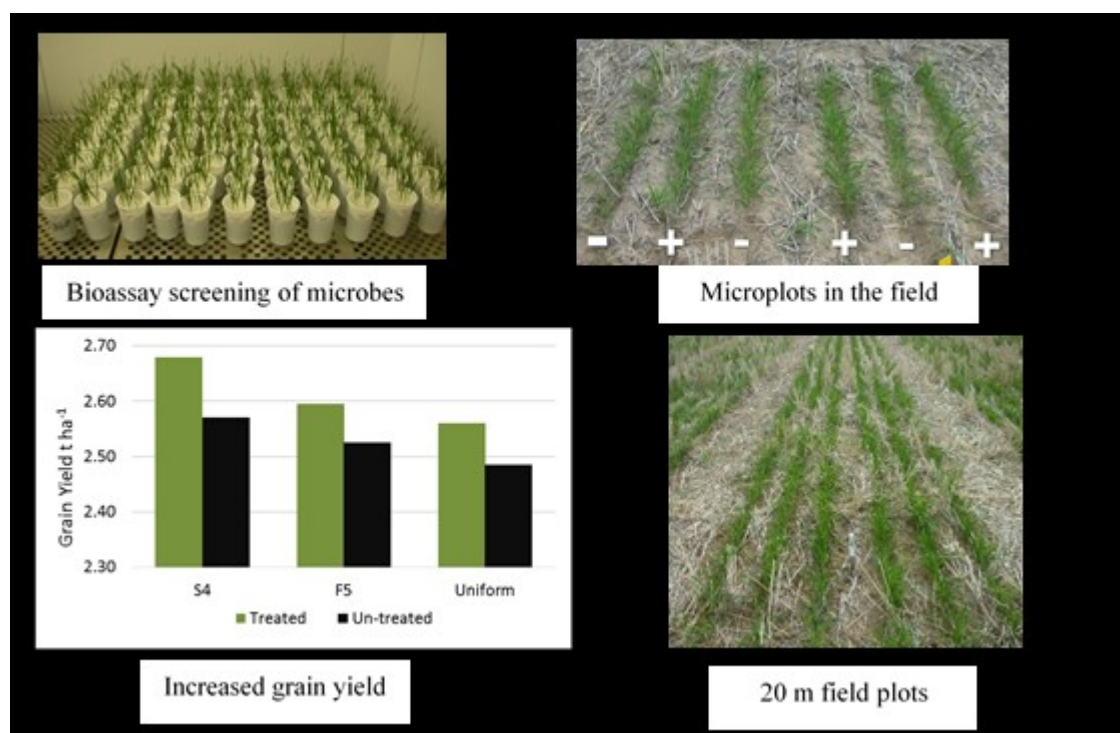 Bioassay screening of microbes
- + - + - +
Microplots in the field
2.70
2.60
2.50
2.40
2.30
Grain Yield t ha-1
S4 F5 Uniform
Treated Un-treated
Increased grain yield
20 m field plots